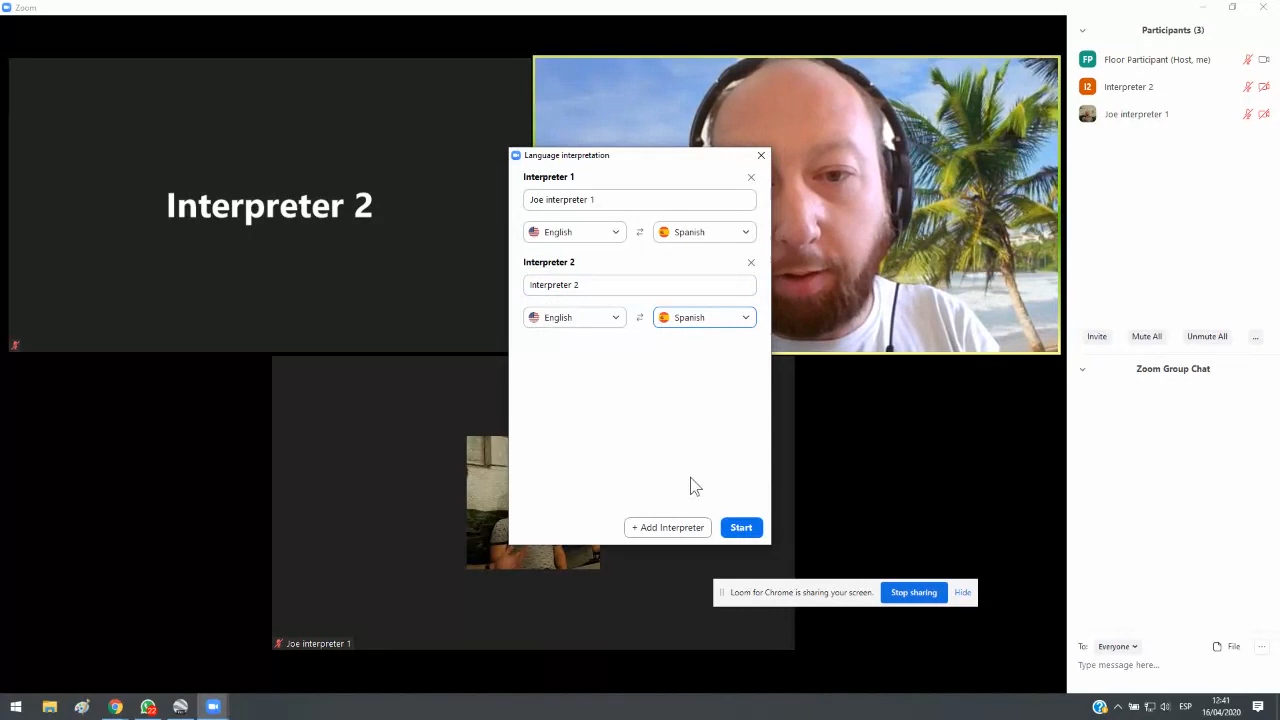 Zoom
Interpreter 2
Language interpretation
Interpreter 1
Joe interpreter 1
English
Spanish
Interpreter 2
Interpreter 2
English
Spanish
+ Add Interpreter
Start
Joe interpreter 1
Loom for Chrome is sharing your screen.
Stop sharing
Hide
Participants (3)
FP
Floor Participant (Host, me)
I2
Interpreter 2
Joe interpreter 1
Invite
Mute All
Unmute All
...
Zoom Group Chat
To:
Everyone
File
...
Type message here...
22
ESP
12:41
16/04/2020